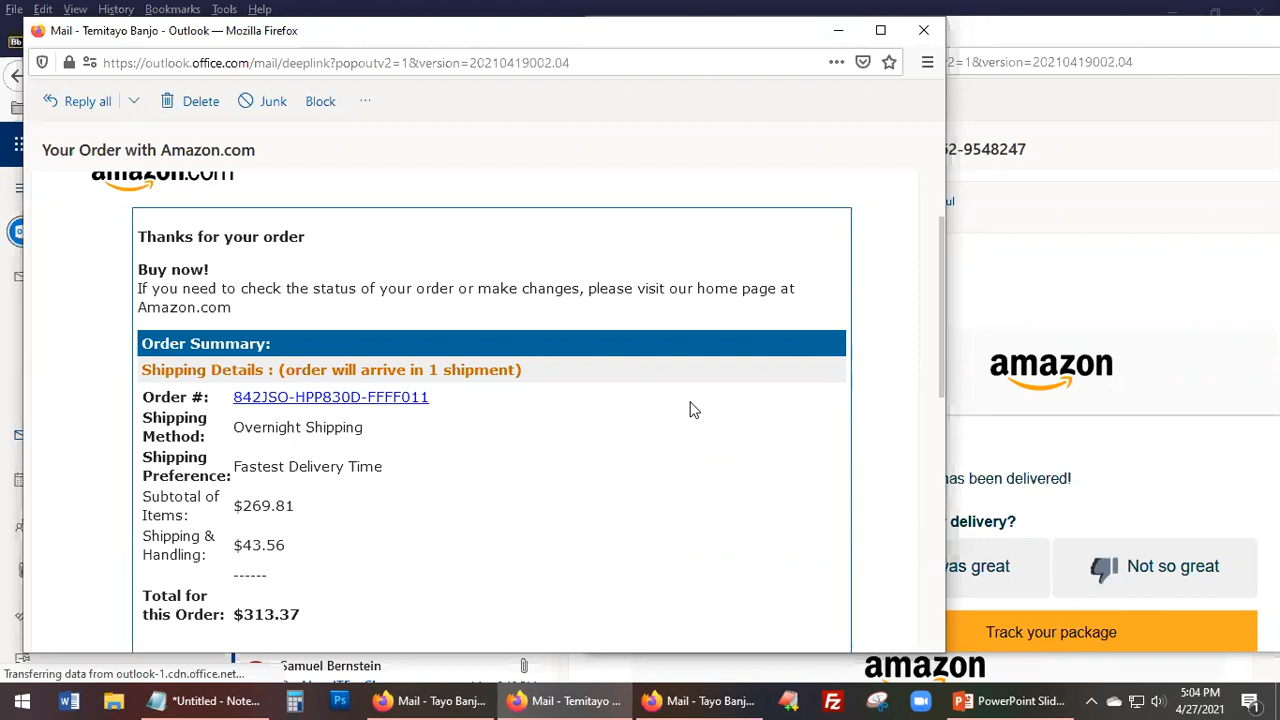 File Edit View History Bookmarks Tools Help
Mail - Temitayo Banjo - Outlook — Mozilla Firefox
https://outlook.office.com/mail/deeplink?popoutv2=1&version=20210419002.04
2=1&version=20210419002.04
Reply all Delete Junk Block ...
Your Order with Amazon.com
62-9548247
amazon.com
ul
Thanks for your order
Buy now!
If you need to check the status of your order or make changes, please visit our home page at
Amazon.com
Order Summary:
Shipping Details : (order will arrive in 1 shipment)
amazon
Order #: 842JSO-HPP830D-FFFF011
Shipping
Method: Overnight Shipping
Shipping
Preference: Fastest Delivery Time
has been delivered!
Subtotal of
Items: $269.81
delivery?
Shipping &
Handling: $43.56
was great
Not so great
------
Total for
this Order: $313.37
Track your package
Samuel Bernstein
amazon
Transferring data from outlook-1.cdn.office.net...
*Untitled - Note...
Mail - Tayo Banj...
Mail - Temitayo ...
Mail - Tayo Banj...
PowerPoint Slid...
5:04 PM
4/27/2021